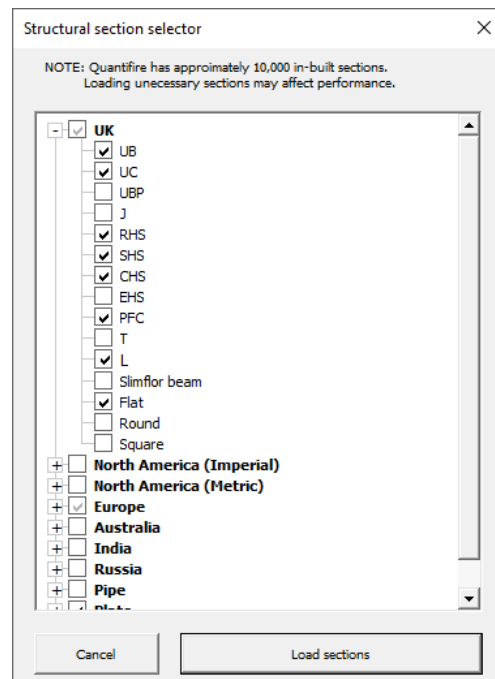 Structural section selector
NOTE: Quantifire has approimately 10,000 in-built sections.
Loading unecessary sections may affect performance.
UK
UB
UC
UBP
J
RHS
SHS
CHS
EHS
PFC
T
L
Slimflor beam
Flat
Round
Square
North America (Imperial)
North America (Metric)
Europe
Australia
India
Russia
Pipe
Plate
Cancel
Load sections